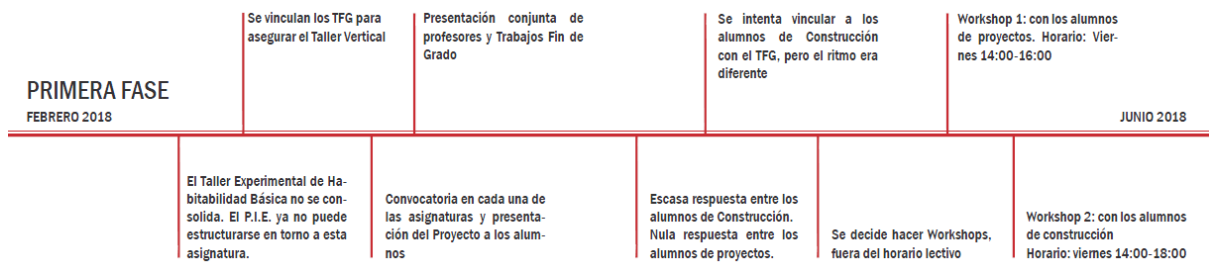 Se vinculan los TFG para
asegurar el Taller Vertical
Presentación conjunta de
profesores y Trabajos Fin de
Grado
Se intenta vincular a los
alumnos de Construcción
con el TFG, pero el ritmo era
diferente
Workshop 1: con los alumnos
de proyectos. Horario: Vier-
nes 14:00-16:00
PRIMERA FASE
FEBRERO 2018
JUNIO 2018
El Taller Experimental de Ha-
bitabilidad Básica no se con-
solida. El P.I.E. ya no puede
estructurarse en torno a esta
asignatura.
Convocatoria en cada una de
las asignaturas y presenta-
ción del Proyecto a los alum-
nos
Escasa respuesta entre los
alumnos de Construcción.
Nula respuesta entre los
alumnos de proyectos.
Se decide hacer Workshops,
fuera del horario lectivo
Workshop 2: con los alumnos
de construcción
Horario: viernes 14:00-18:00